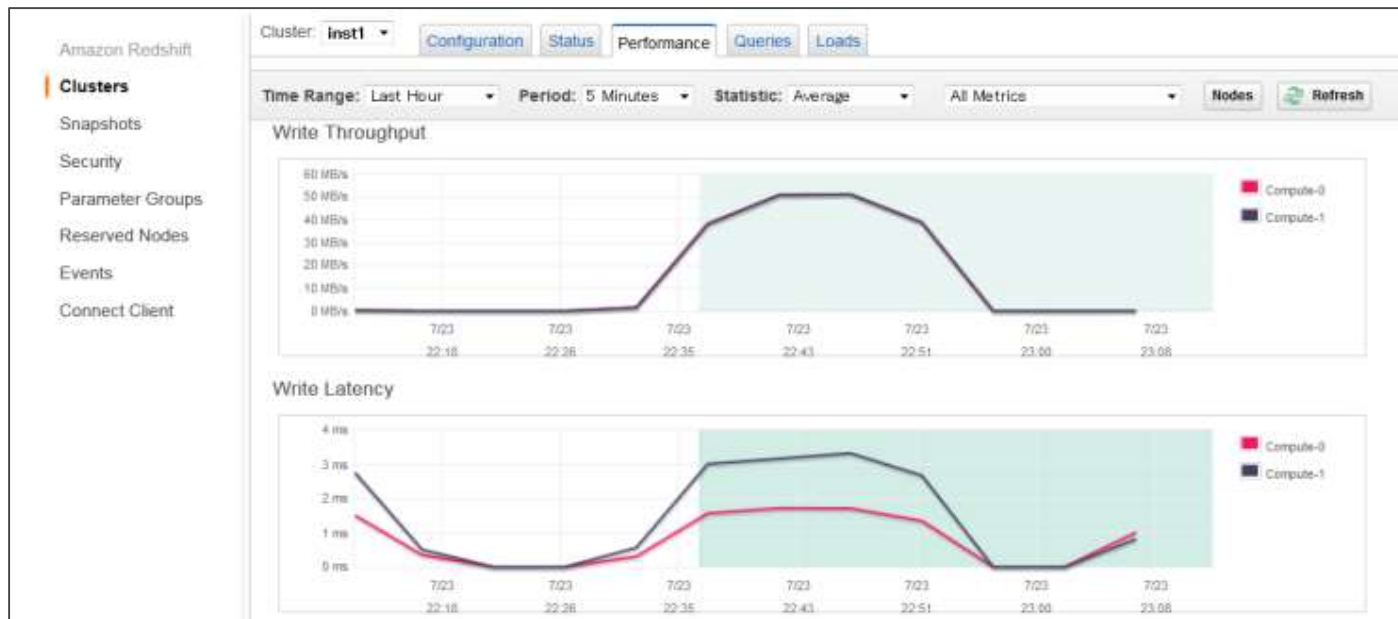 Amazon Redshift
Clusters
Snapshots
Security
Parameter Groups
Reserved Nodes
Events
Connect Client
Cluster: inst1
Configuration Status Performance Queries Loads
Time Range: Last Hour Period: 5 Minutes Statistic: Average All Metrics Nodes Refresh
Write Throughput
60 MB/s
50 MB/s
40 MB/s
30 MB/s
20 MB/s
10 MB/s
0 MB/s
7/23 7/23 7/23 7/23 7/23 7/23 7/23
22:18 22:26 22:35 22:43 22:51 23:00 23:08
Compute-0
Compute-1
Write Latency
4 ms
3 ms
2 ms
1 ms
0 ms
7/23 7/23 7/23 7/23 7/23 7/23 7/23
22:18 22:26 22:35 22:43 22:51 23:00 23:08
Compute-0
Compute-1